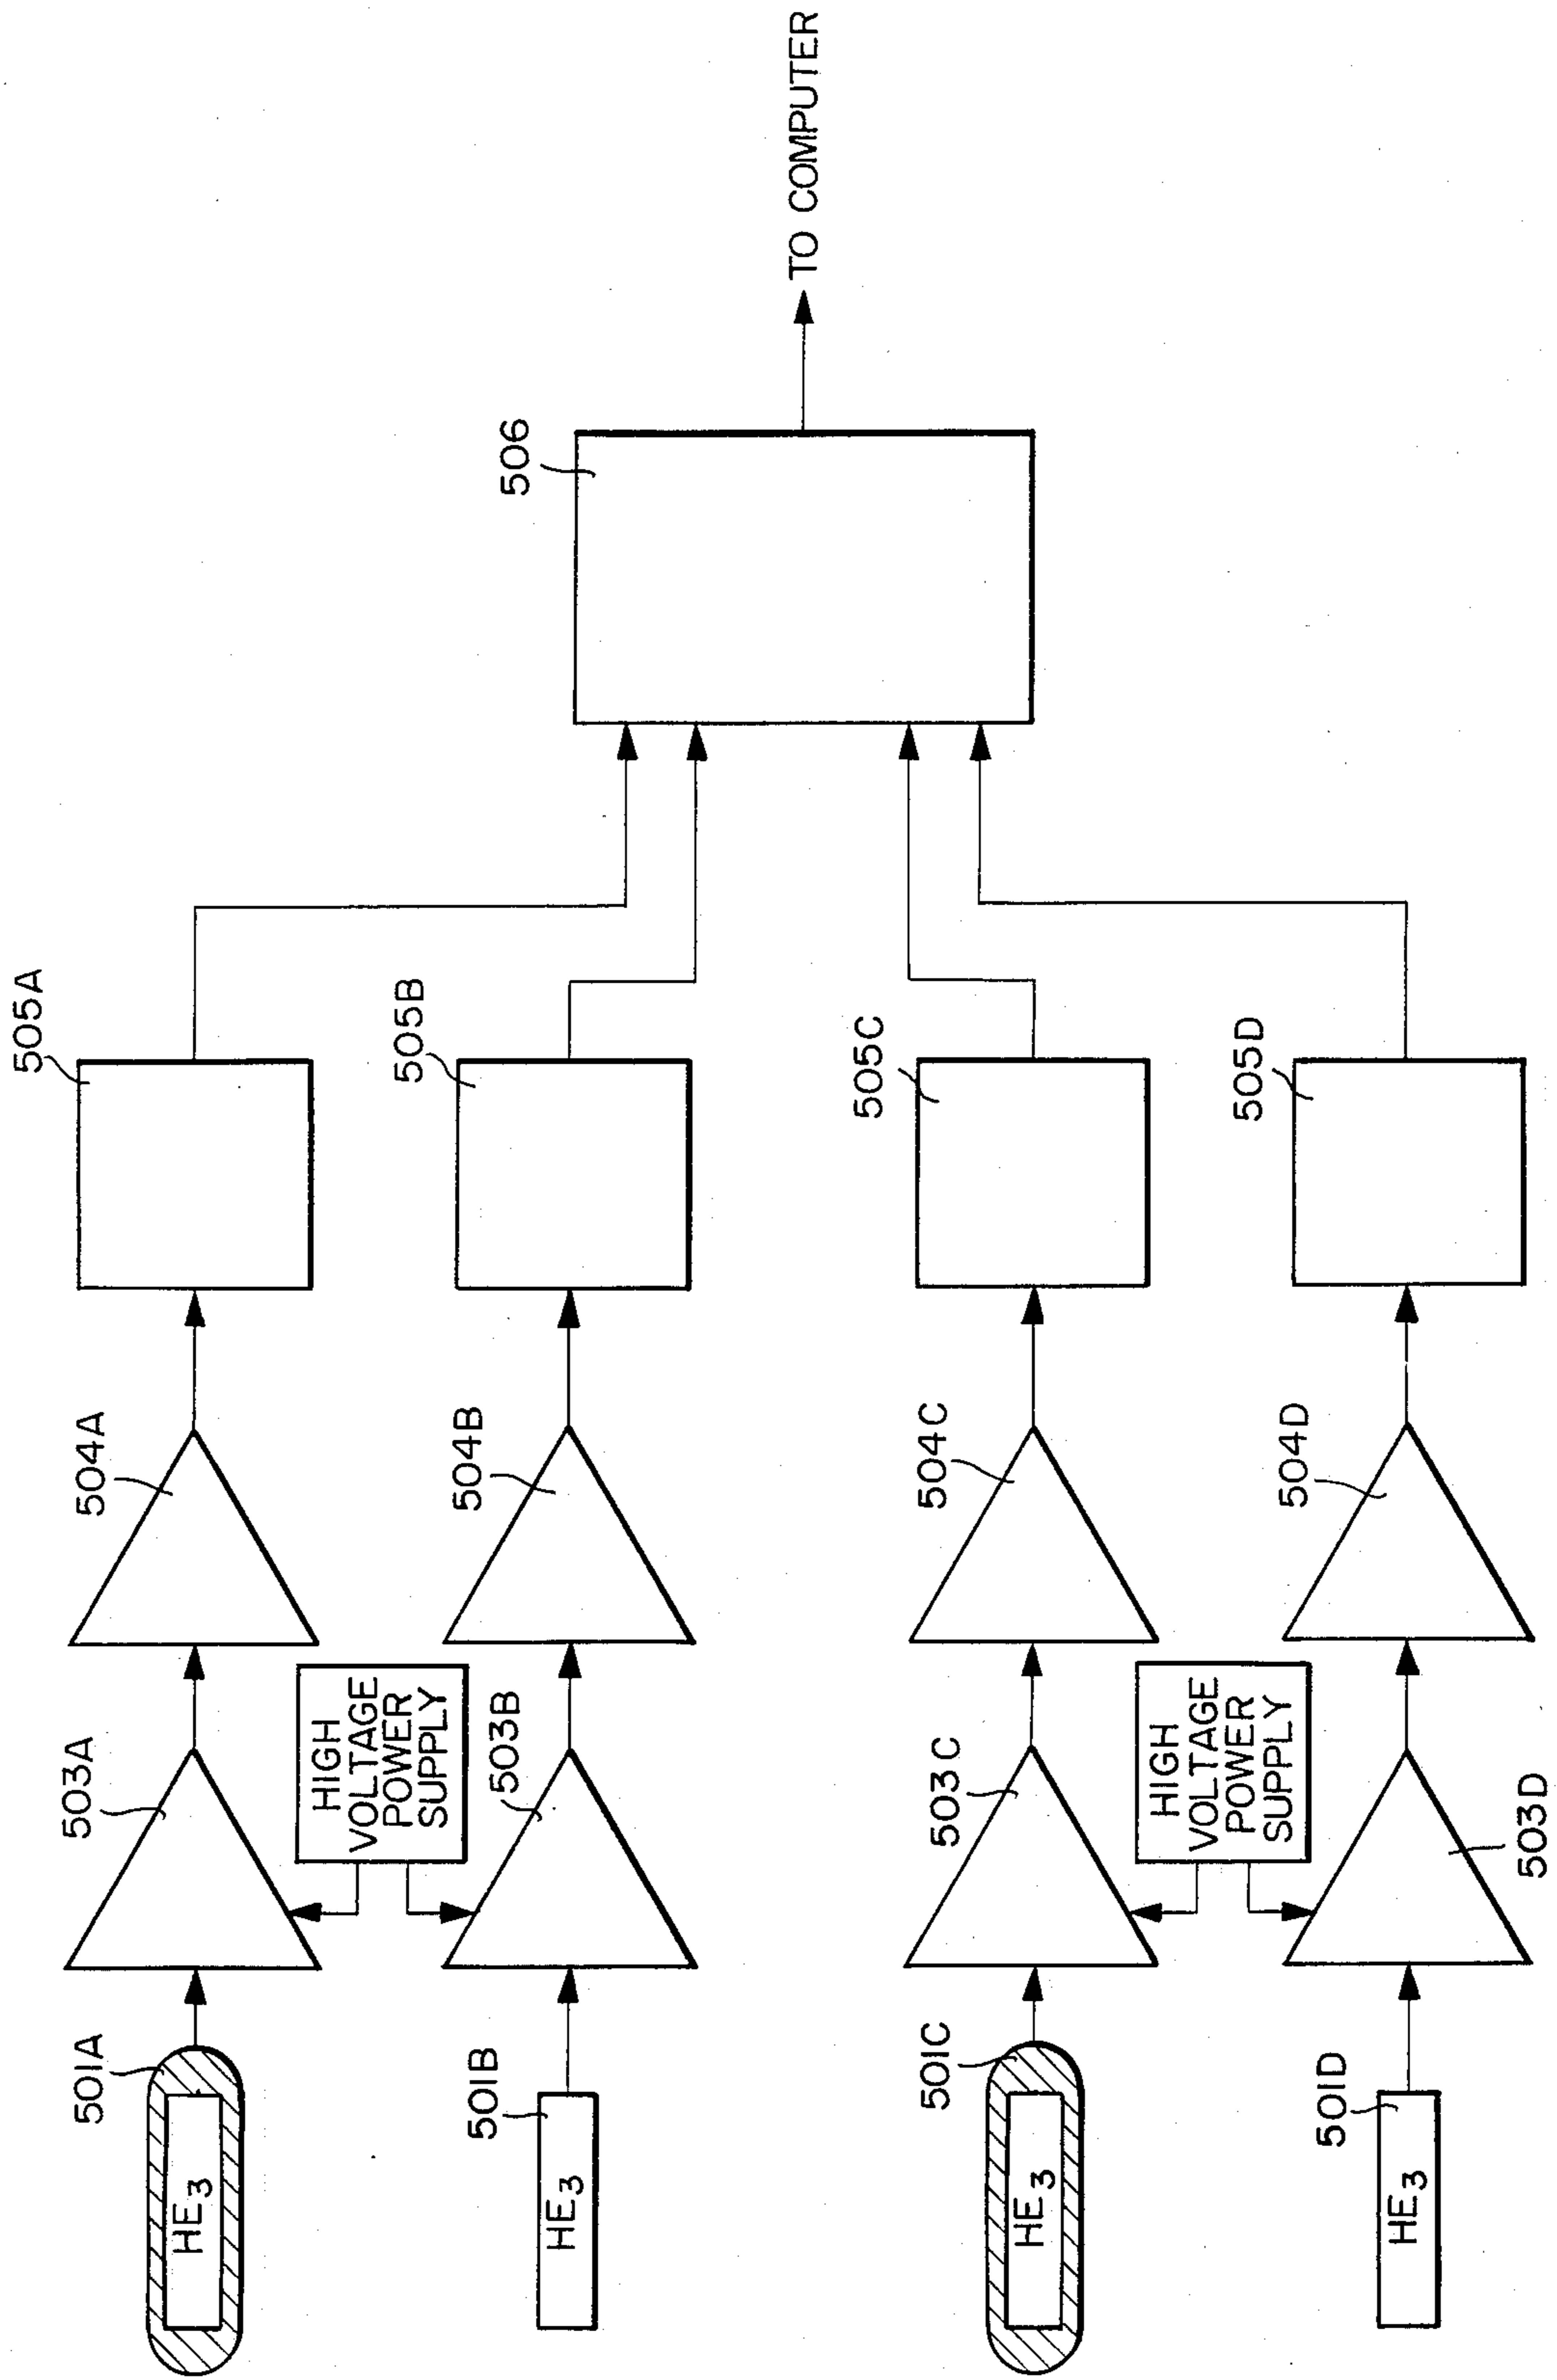 501A
HE3
503A
504A
505A
HIGH
VOLTAGE
POWER
SUPPLY
501B
HE3
503B
504B
505B
506
TO COMPUTER
501C
HE3
503C
504C
505C
HIGH
VOLTAGE
POWER
SUPPLY
501D
HE3
503D
504D
505D